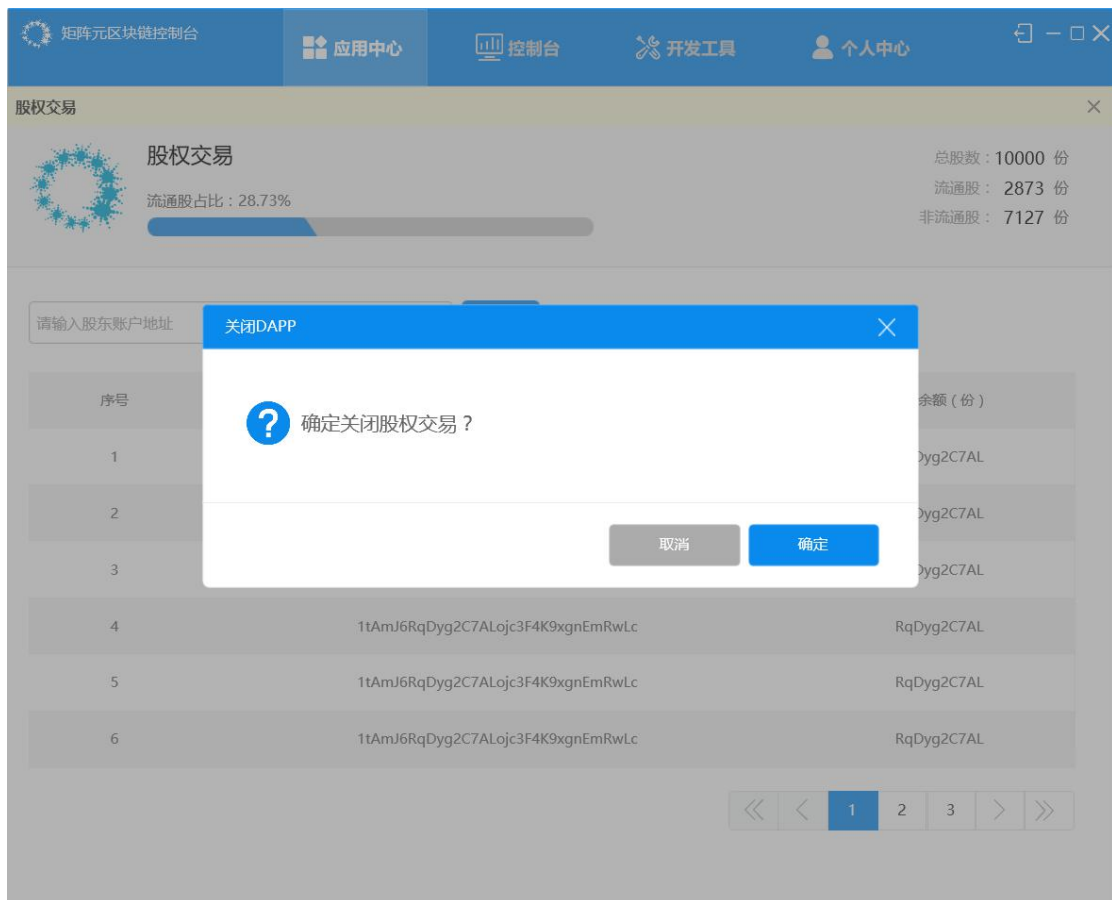 矩阵元区块链控制台
应用中心
控制台
开发工具
个人中心
股权交易
股权交易
流通股占比：28.73%
总股数：10000 份
流通股： 2873 份
非流通股： 7127 份
请输入股东账户地址
关闭DAPP
确定关闭股权交易？
取消 确定
序号 余额（份）
1 Dyg2C7AL
2 Dyg2C7AL
3 Dyg2C7AL
4 1tAmJ6RqDyg2C7ALojc3F4K9xgnEmRwLc RqDyg2C7AL
5 1tAmJ6RqDyg2C7ALojc3F4K9xgnEmRwLc RqDyg2C7AL
6 1tAmJ6RqDyg2C7ALojc3F4K9xgnEmRwLc RqDyg2C7AL
1 2 3